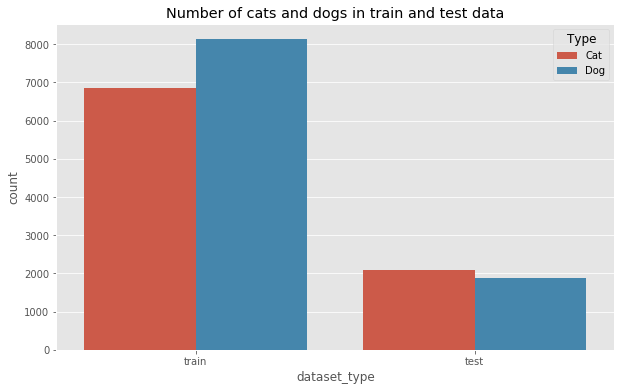 Number of cats and dogs in train and test data
Type
Cat
Dog
8000
7000
6000
5000
4000
3000
2000
1000
0
count
train test
dataset_type